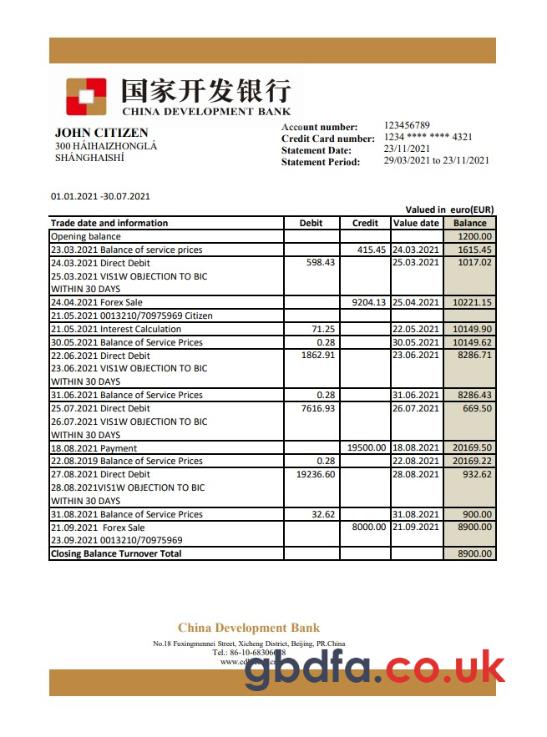 国家开发银行
CHINA DEVELOPMENT BANK
JOHN CITIZEN
300 HÁIHAIZHONGLÀ
SHÀNGHAISHÍ
Account number: 123456789
Credit Card number: 1234 **** **** 4321
Statement Date: 23/11/2021
Statement Period: 29/03/2021 to 23/11/2021
01.01.2021 -30.07.2021
Valued in euro(EUR)
Trade date and information Debit Credit Value date Balance
Opening balance 1200.00
23.03.2021 Balance of service prices 415.45 24.03.2021 1615.45
24.03.2021 Direct Debit 598.43 25.03.2021 1017.02
25.03.2021 VIS1W OBJECTION TO BIC
WITHIN 30 DAYS
24.04.2021 Forex Sale 9204.13 25.04.2021 10221.15
21.05.2021 0013210/70975969 Citizen
21.05.2021 Interest Calculation 71.25 22.05.2021 10149.90
30.05.2021 Balance of Service Prices 0.28 30.05.2021 10149.62
22.06.2021 Direct Debit 1862.91 23.06.2021 8286.71
23.06.2021 VIS1W OBJECTION TO BIC
WITHIN 30 DAYS
31.06.2021 Balance of Service Prices 0.28 31.06.2021 8286.43
25.07.2021 Direct Debit 7616.93 26.07.2021 669.50
26.07.2021 VIS1W OBJECTION TO BIC
WITHIN 30 DAYS
18.08.2021 Payment 19500.00 18.08.2021 20169.50
22.08.2019 Balance of Service Prices 0.28 22.08.2021 20169.22
27.08.2021 Direct Debit 19236.60 28.08.2021 932.62
28.08.2021VIS1W OBJECTION TO BIC
WITHIN 30 DAYS
31.08.2021 Balance of Service Prices 32.62 31.08.2021 900.00
21.09.2021 Forex Sale 8000.00 21.09.2021 8900.00
23.09.2021 0013210/70975969
Closing Balance Turnover Total 8900.00
China Development Bank
No.18 Fuxingmennei Street, Xicheng District, Beijing, PR.China
Tel.: 86-10-68306
gbdfa.co.uk